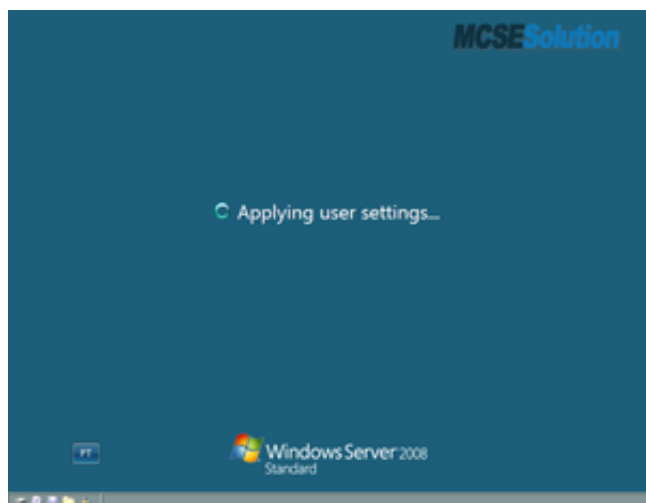 MCSESolution
Applying user settings...
PT
Windows Server 2008
Standard